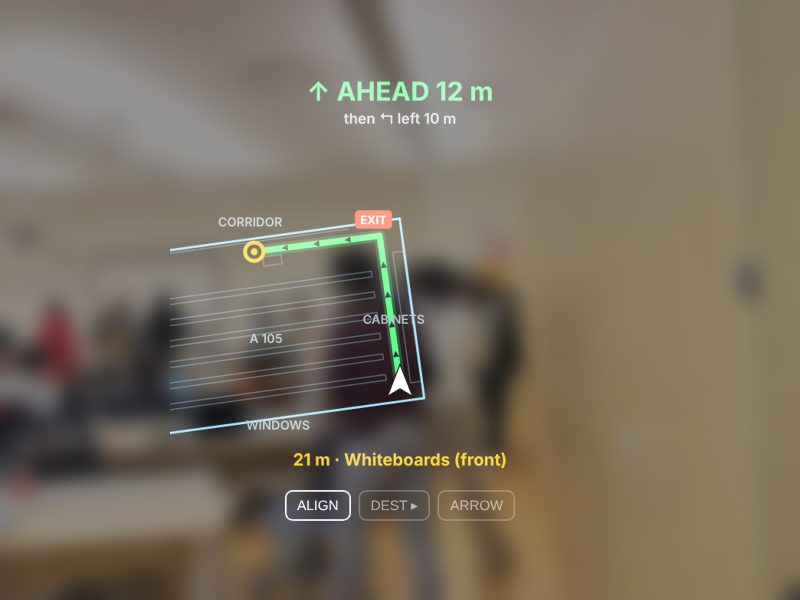 ↑ AHEAD 12 m
then ↰ left 10 m
CORRIDOR
EXIT
CABINETS
A 105
WINDOWS
21 m · Whiteboards (front)
ALIGN
DEST ▸
ARROW